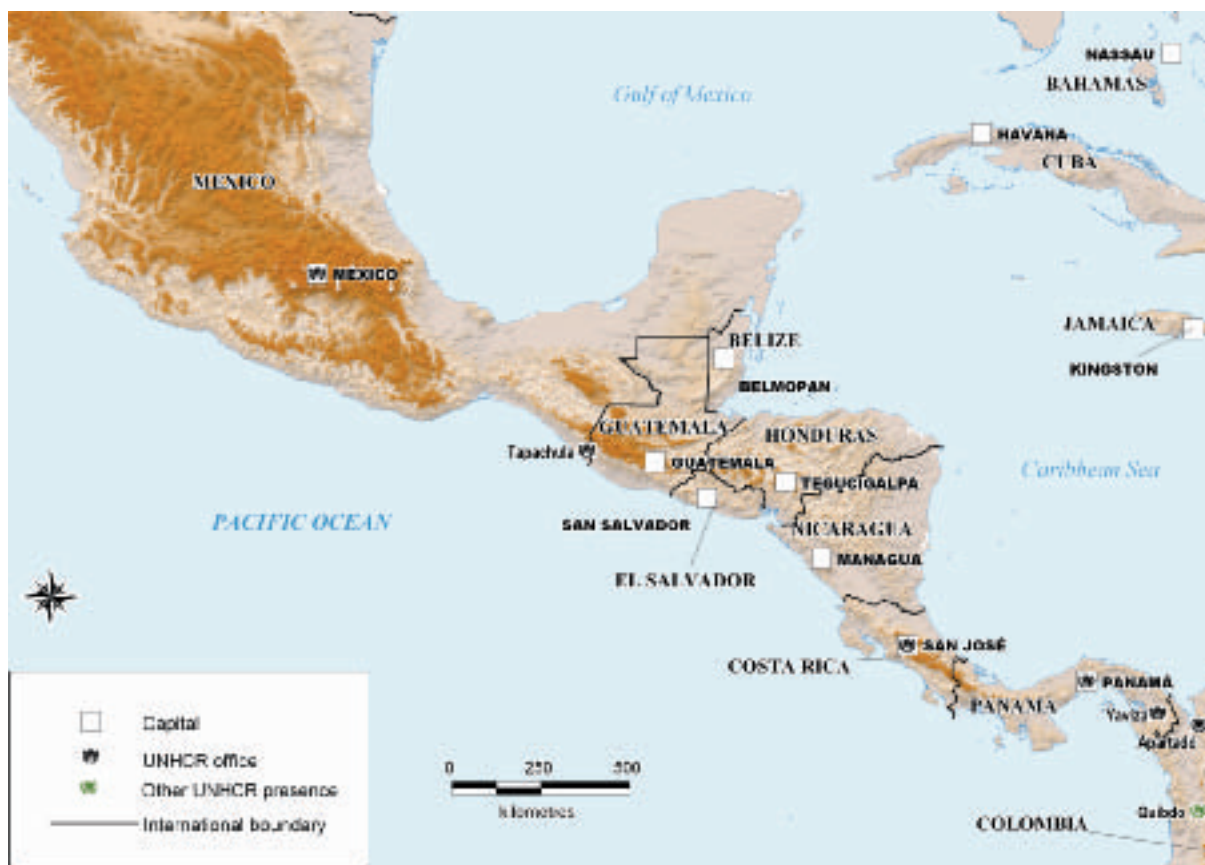 NASSAU
BAHAMAS
Gulf of Mexico
HAVANA
CUBA
MEXICO
MEXICO
JAMAICA
KINGSTON
BELIZE
BELMOPAN
GUATEMALA
HONDURAS
Tapachula
GUATEMALA
TEGUCIGALPA
Caribbean Sea
PACIFIC OCEAN
SAN SALVADOR
NICARAGUA
MANAGUA
EL SALVADOR
SAN JOSÉ
COSTA RICA
PANAMÁ
PANAMA
Yaviza
Apartadó
Capital
UNHCR office
Other UNHCR presence
International boundary
0 250 500
kilometres
Quibdo
COLOMBIA